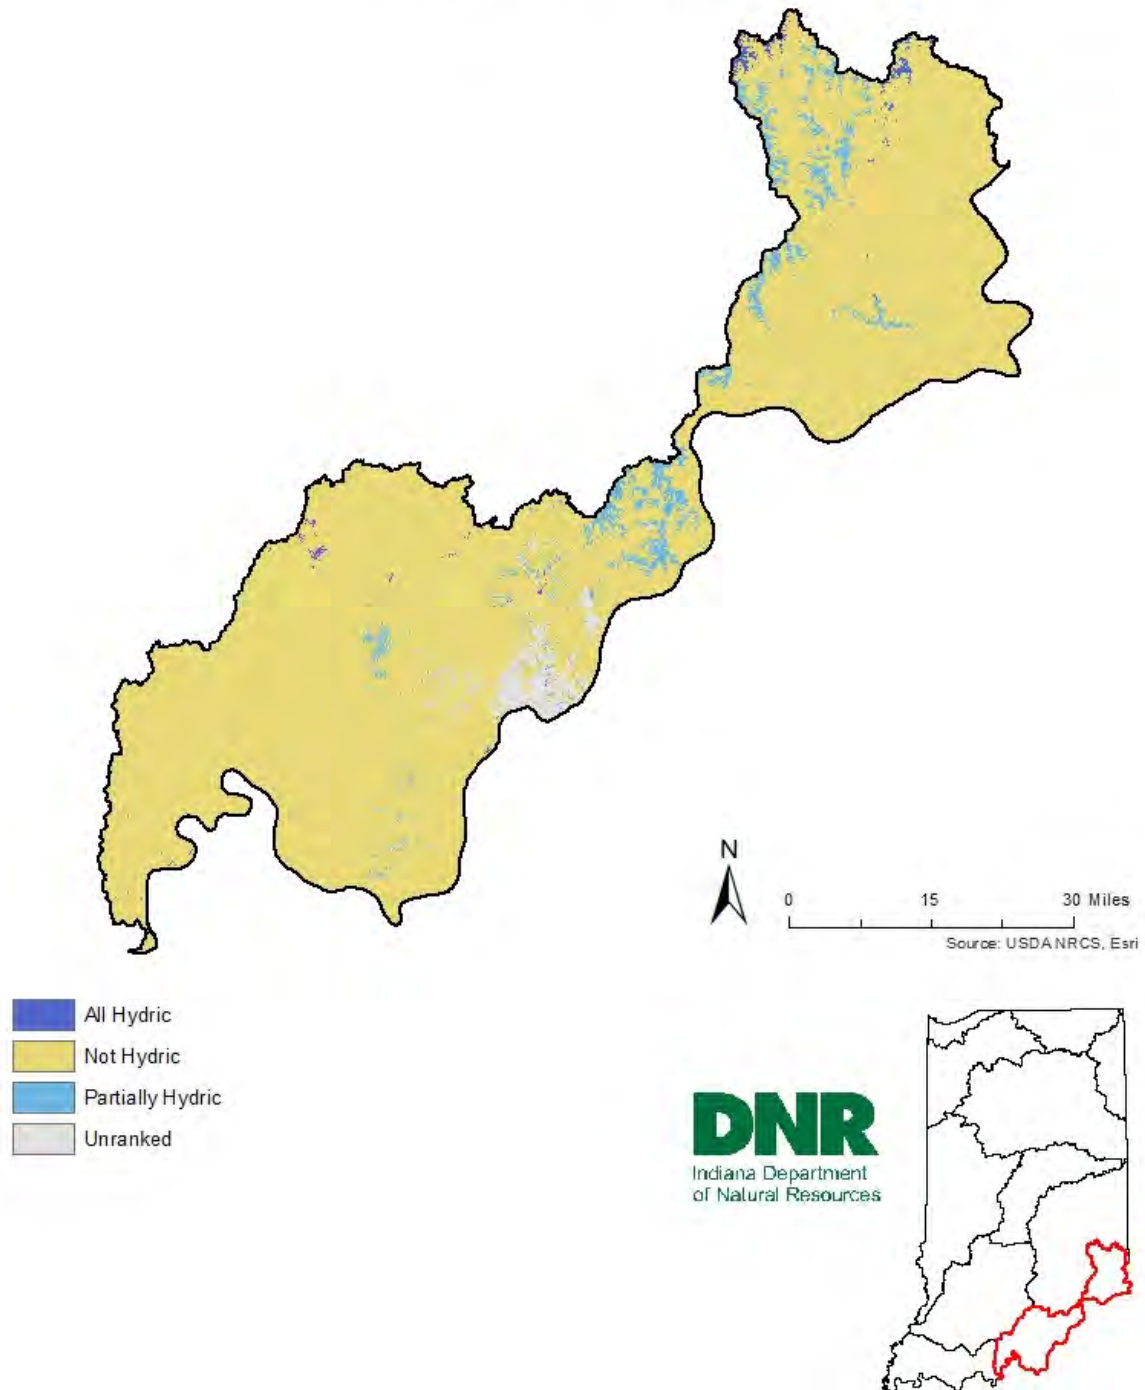 N
0 15 30 Miles
Source: USDA NRCS, Esri
All Hydric
Not Hydric
Partially Hydric
Unranked
DNR
Indiana Department
of Natural Resources